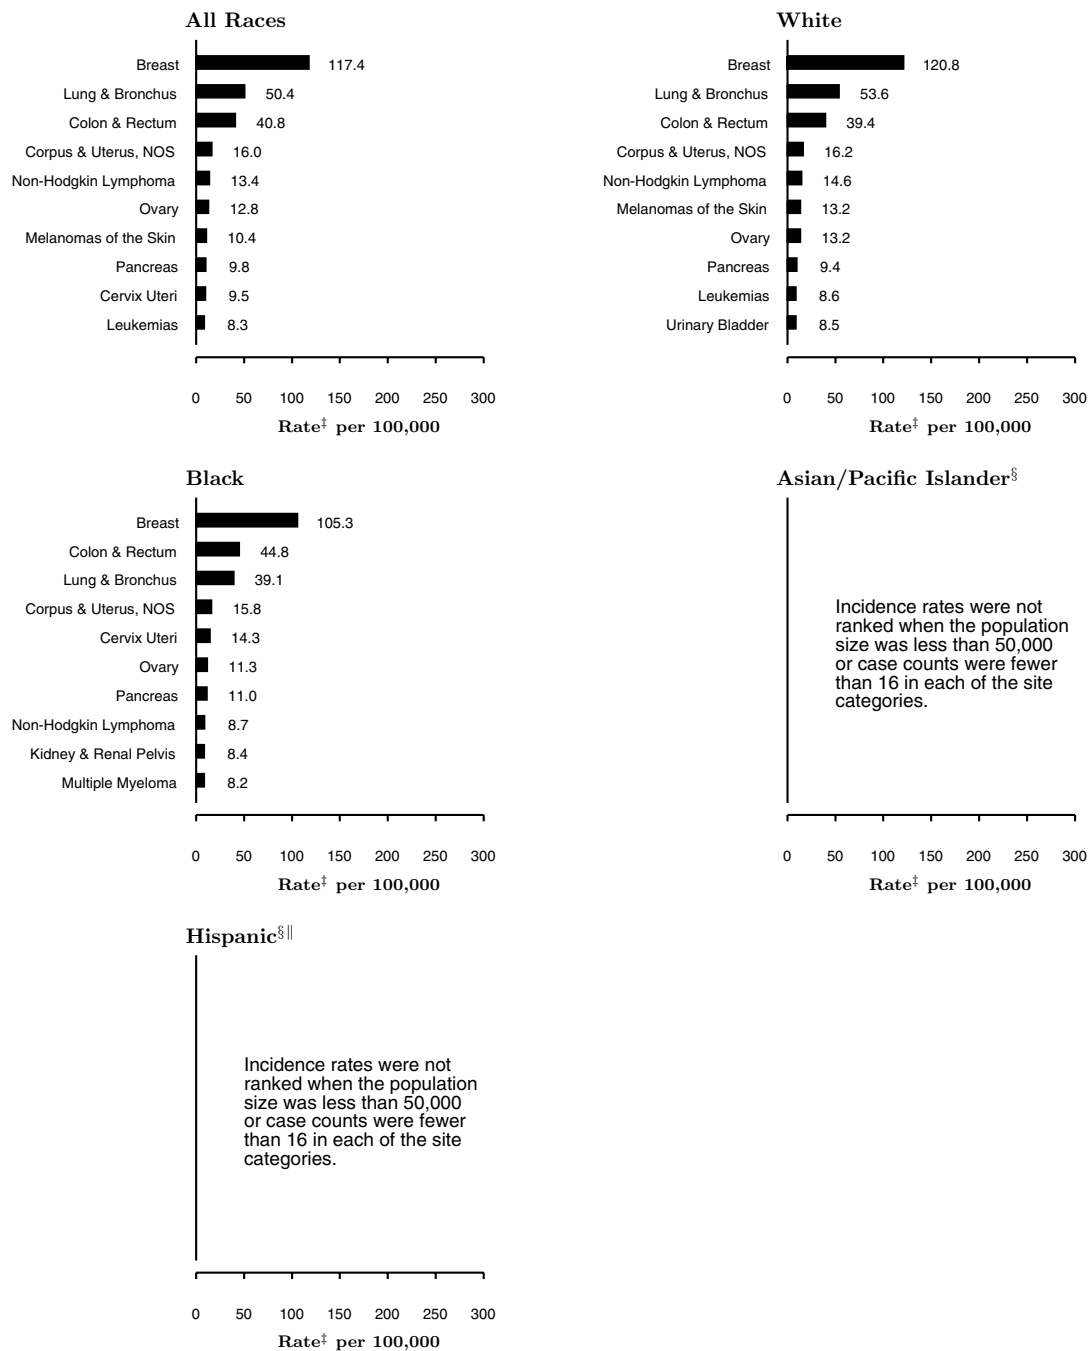 All Races
Breast 117.4
Lung & Bronchus 50.4
Colon & Rectum 40.8
Corpus & Uterus, NOS 16.0
Non-Hodgkin Lymphoma 13.4
Ovary 12.8
Melanomas of the Skin 10.4
Pancreas 9.8
Cervix Uteri 9.5
Leukemias 8.3
0 50 100 150 200 250 300
Rate‡ per 100,000
White
Breast 120.8
Lung & Bronchus 53.6
Colon & Rectum 39.4
Corpus & Uterus, NOS 16.2
Non-Hodgkin Lymphoma 14.6
Melanomas of the Skin 13.2
Ovary 13.2
Pancreas 9.4
Leukemias 8.6
Urinary Bladder 8.5
0 50 100 150 200 250 300
Rate‡ per 100,000
Black
Breast 105.3
Colon & Rectum 44.8
Lung & Bronchus 39.1
Corpus & Uterus, NOS 15.8
Cervix Uteri 14.3
Ovary 11.3
Pancreas 11.0
Non-Hodgkin Lymphoma 8.7
Kidney & Renal Pelvis 8.4
Multiple Myeloma 8.2
0 50 100 150 200 250 300
Rate‡ per 100,000
Asian/Pacific Islander§
Incidence rates were not
ranked when the population
size was less than 50,000
or case counts were fewer
than 16 in each of the site
categories.
0 50 100 150 200 250 300
Rate‡ per 100,000
Hispanic§‖
Incidence rates were not
ranked when the population
size was less than 50,000
or case counts were fewer
than 16 in each of the site
categories.
0 50 100 150 200 250 300
Rate‡ per 100,000